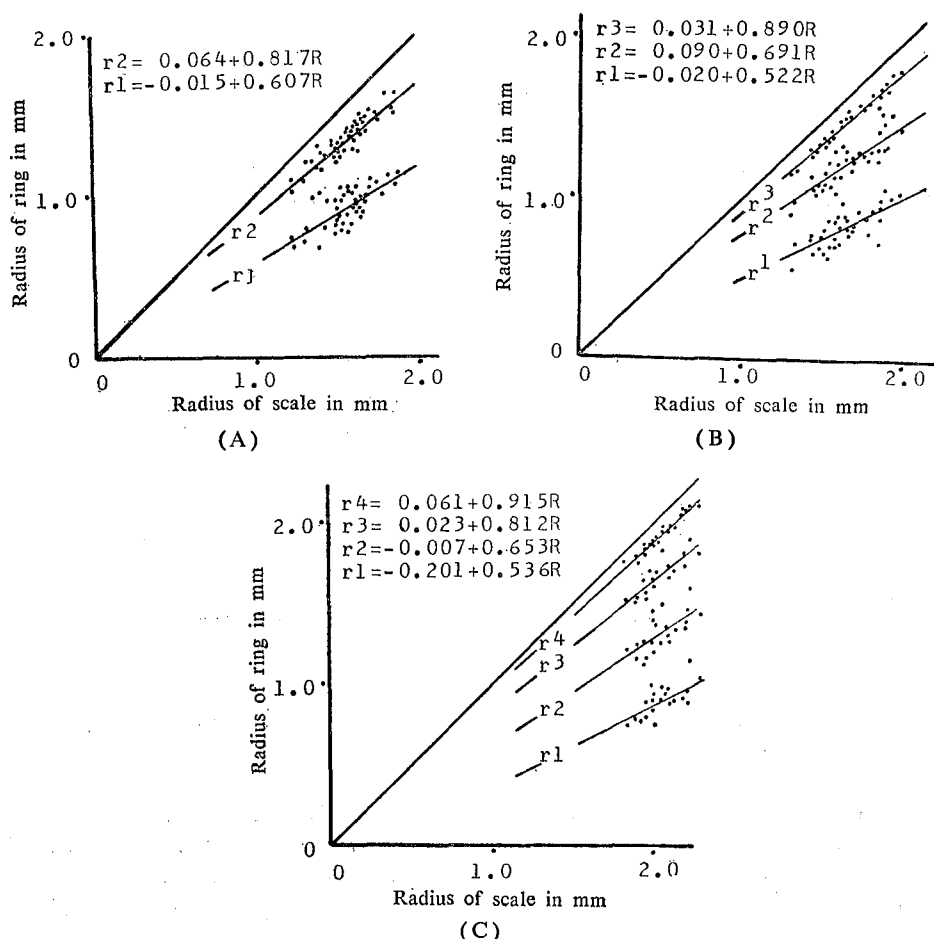 2.0
r2= 0.064+0.817R
r1=-0.015+0.607R
Radius of ring in mm
1.0
r2
r1
0
0 1.0 2.0
Radius of scale in mm
(A)
r3= 0.031+0.890R
r2= 0.090+0.691R
r1=-0.020+0.522R
2.0
Radius of ring in mm
1.0
r3
r2
r1
0
0 1.0 2.0
Radius of scale in mm
(B)
r4= 0.061+0.915R
r3= 0.023+0.812R
r2=-0.007+0.653R
r1=-0.201+0.536R
2.0
Radius of ring in mm
r4
r3
1.0
r2
r1
0
0 1.0 2.0
Radius of scale in mm
(C)